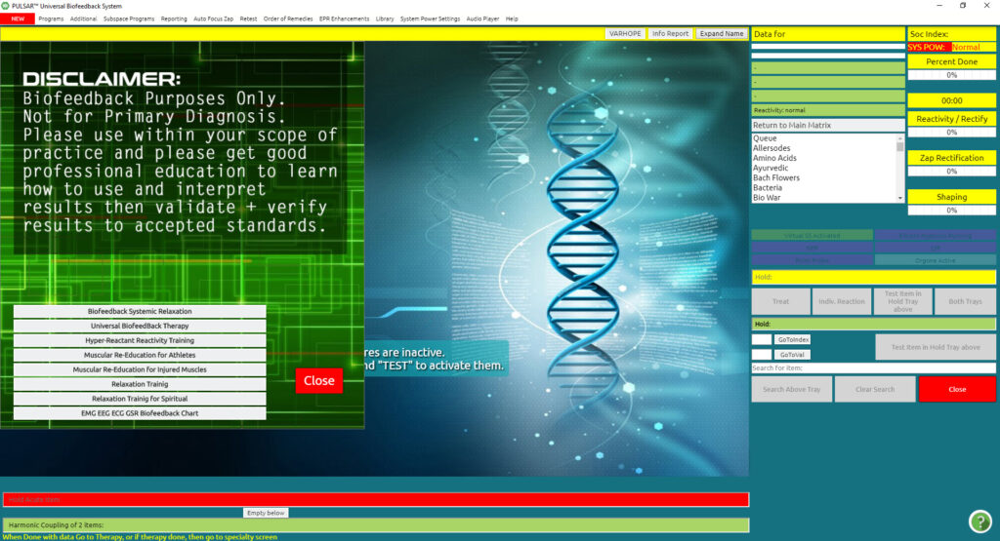 PULSAR™ Universal Biofeedback System
NEW Programs Additional Subspace Programs Reporting Auto Focus Zap Retest Order of Remedies EPR Enhancements Library System Power Settings Audio Player Help
VARHOPE Info Report Expand Name
DISCLAIMER:
Biofeedback Purposes Only.
Not for Primary Diagnosis.
Please use within your scope of
practice and please get good
professional education to learn
how to use and interpret
results then validate + verify
results to accepted standards.
Biofeedback Systemic Relaxation
Universal BiofeedBack Therapy
Hyper-Reactant Reactivity Training
Muscular Re-Education for Athletes
Muscular Re-Education for Injured Muscles
Relaxation Trainig
Relaxation Trainig for Spiritual
EMG EEG ECG GSR Biofeedback Chart
Close
res are inactive.
nd "TEST" to activate them.
Hold Acute Item
Empty below
Harmonic Coupling of 2 items:
When Done with data Go to Therapy, or if therapy done, then go to specialty screen
Data for
-
-
-
Reactivity: normal
Return to Main Matrix
Queue
Allersodes
Amino Acids
Ayurvedic
Bach Flowers
Bacteria
Bio War
Soc Index:
SYS POW: Normal
Percent Done
0%
00:00
Reactivity / Rectify
0%
Zap Rectification
0%
Shaping
0%
Virtual SS Activated
Orgone Active
Hold:
Treat
Indiv. Reaction
Test Item in
Hold Tray
above
Both Trays
Hold:
GoToIndex
GoToVal
Test Item in Hold Tray above
Search for item:
Search Above Tray
Clear Search
Close
?